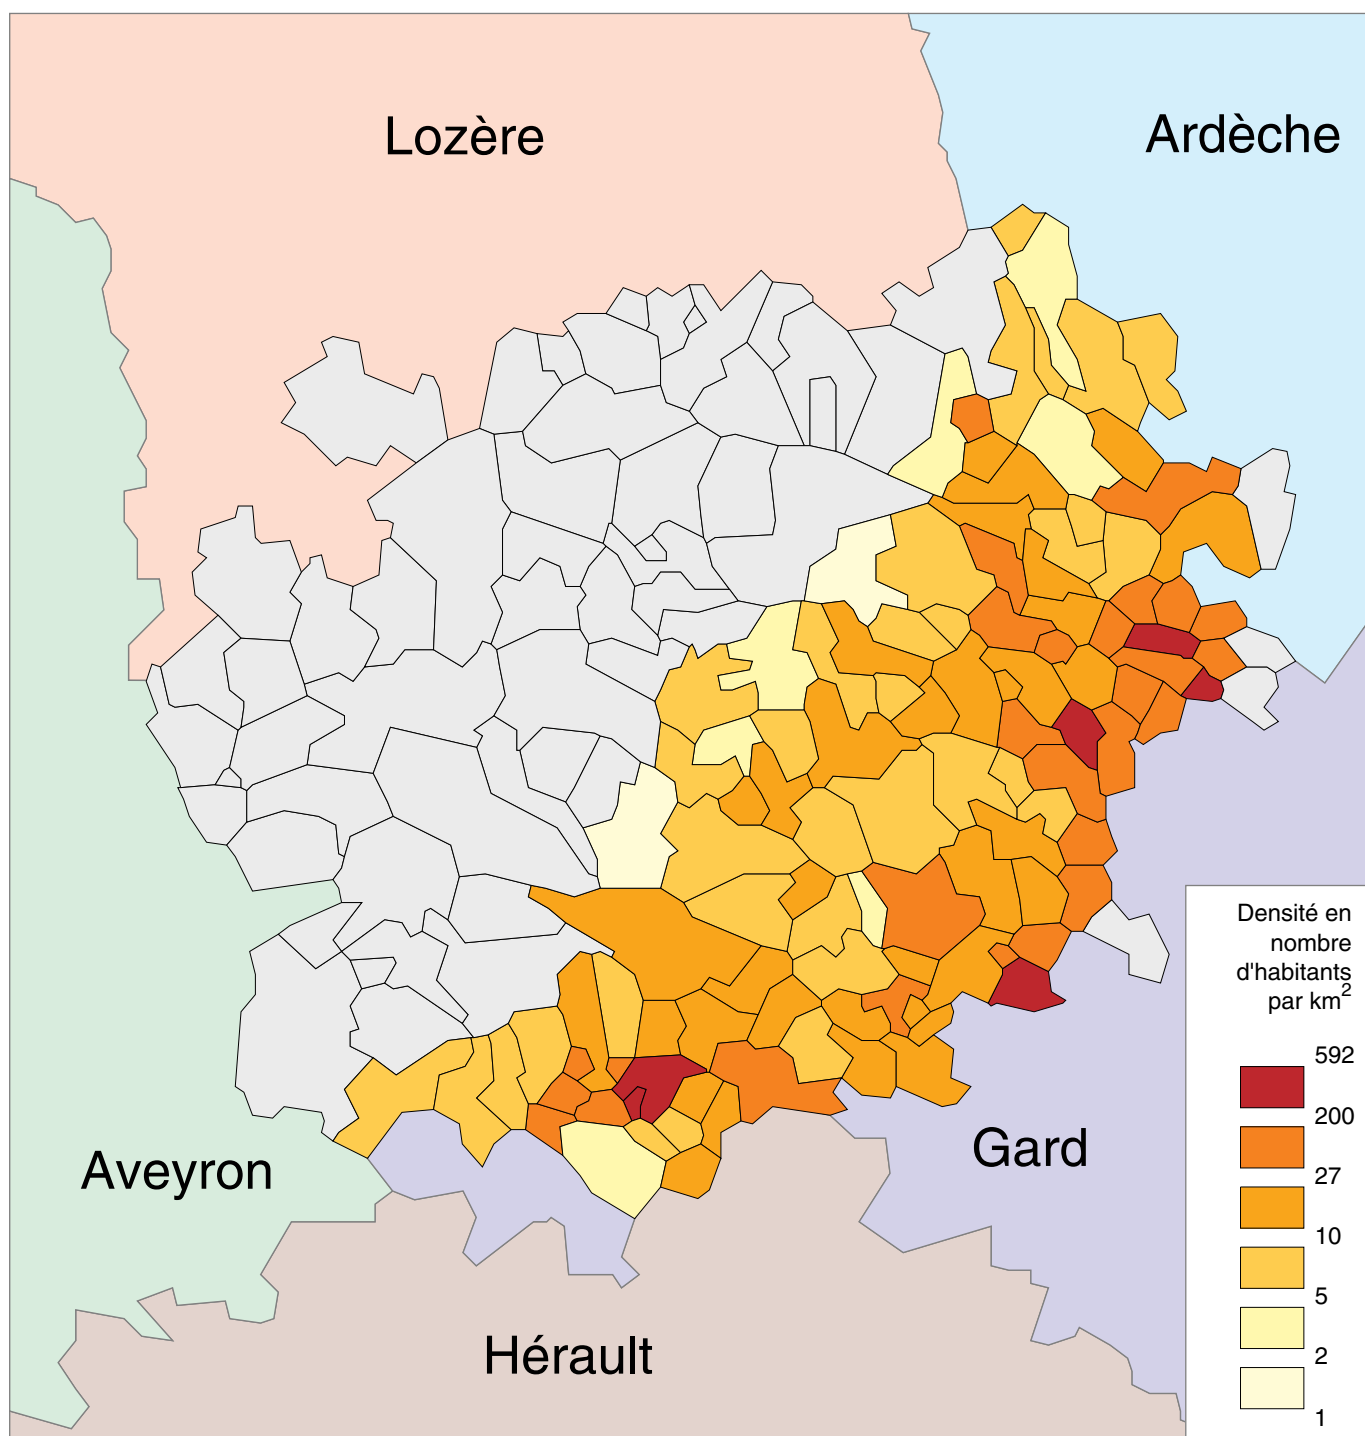 Lozère
Ardèche
Aveyron
Gard
Hérault
Densité en
nombre
d'habitants
par km²
592
200
27
10
5
2
1